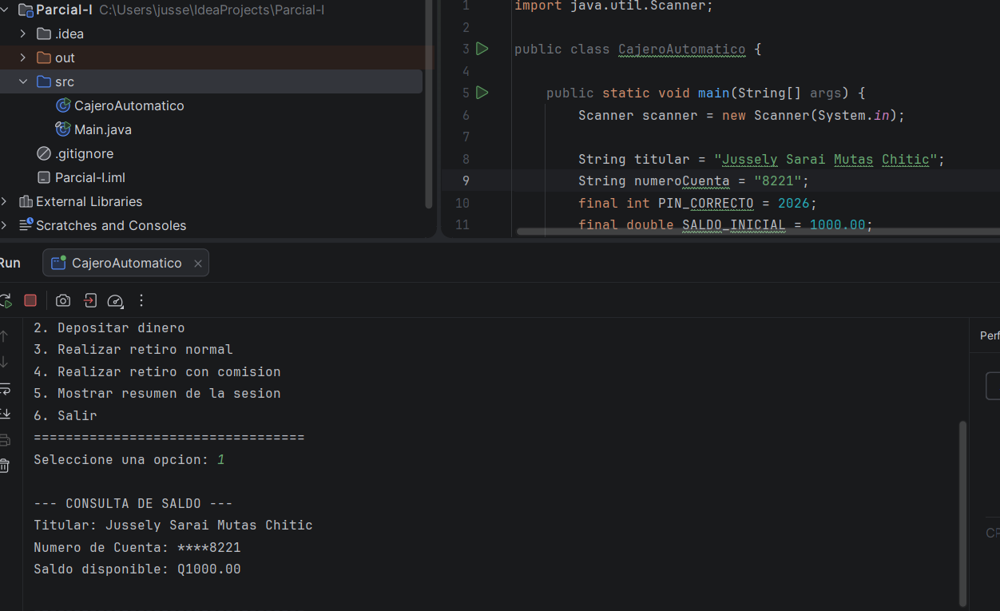 Parcial-I C:\Users\jusse\IdeaProjects\Parcial-I
.idea
out
src
CajeroAutomatico
Main.java
.gitignore
Parcial-I.iml
External Libraries
Scratches and Consoles
1 import java.util.Scanner;
2
3 public class CajeroAutomatico {
4
5 public static void main(String[] args) {
6 Scanner scanner = new Scanner(System.in);
7
8 String titular = "Jussely Sarai Mutas Chitic";
9 String numeroCuenta = "8221";
10 final int PIN_CORRECTO = 2026;
11 final double SALDO_INICIAL = 1000.00;
Run CajeroAutomatico
2. Depositar dinero
3. Realizar retiro normal
4. Realizar retiro con comision
5. Mostrar resumen de la sesion
6. Salir
==================================
Seleccione una opcion: 1
--- CONSULTA DE SALDO ---
Titular: Jussely Sarai Mutas Chitic
Numero de Cuenta: ****8221
Saldo disponible: Q1000.00
Perf